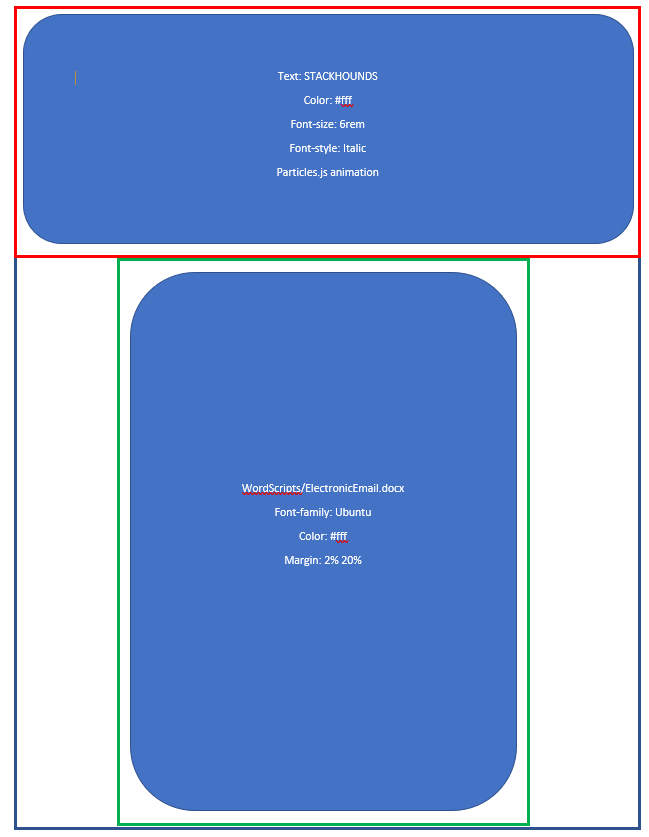 Text: STACKHOUNDS
Color: #fff
Font-size: 6rem
Font-style: Italic
Particles.js animation
WordScripts/ElectronicEmail.docx
Font-family: Ubuntu
Color: #fff
Margin: 2% 20%